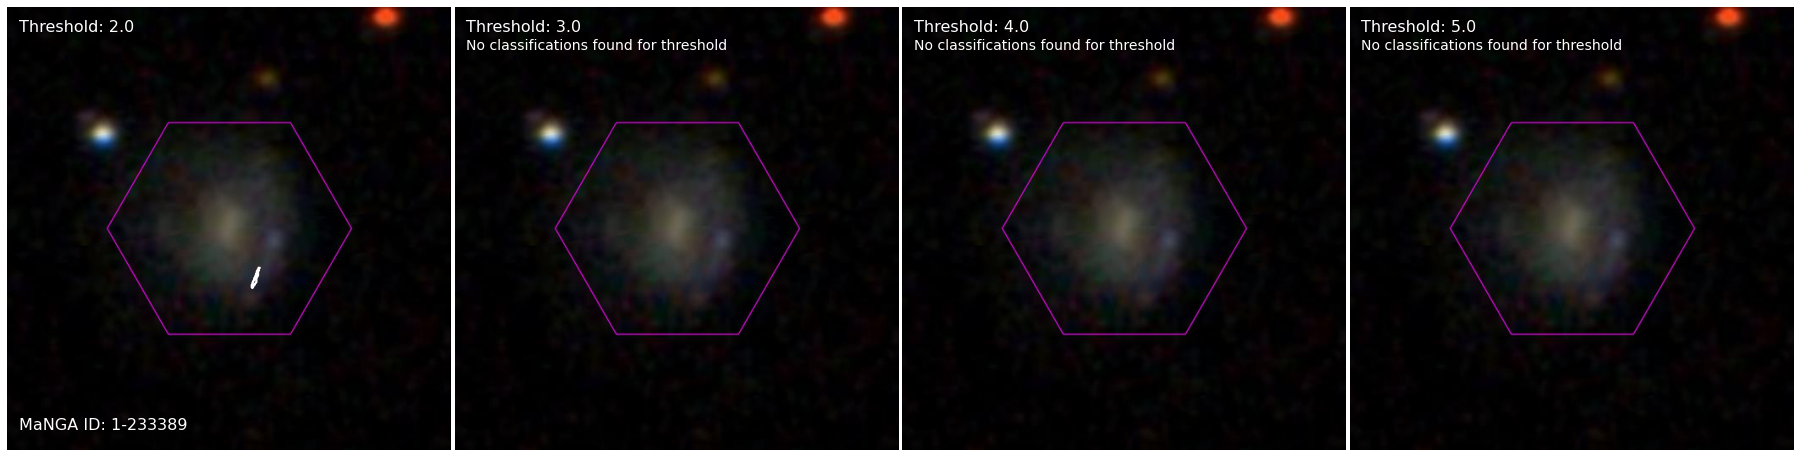 Threshold: 2.0
MaNGA ID: 1-233389
Threshold: 3.0
No classifications found for threshold
Threshold: 4.0
No classifications found for threshold
Threshold: 5.0
No classifications found for threshold